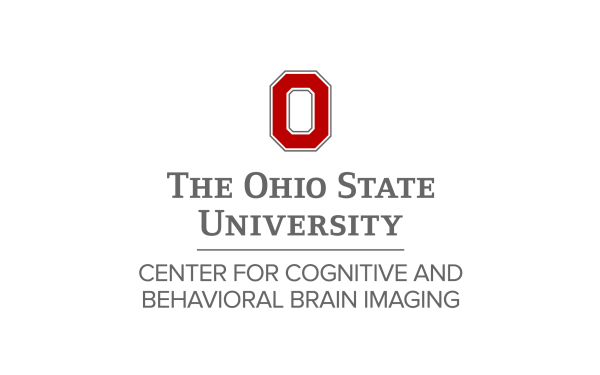 O
THE OHIO STATE
UNIVERSITY
CENTER FOR COGNITIVE AND
BEHAVIORAL BRAIN IMAGING